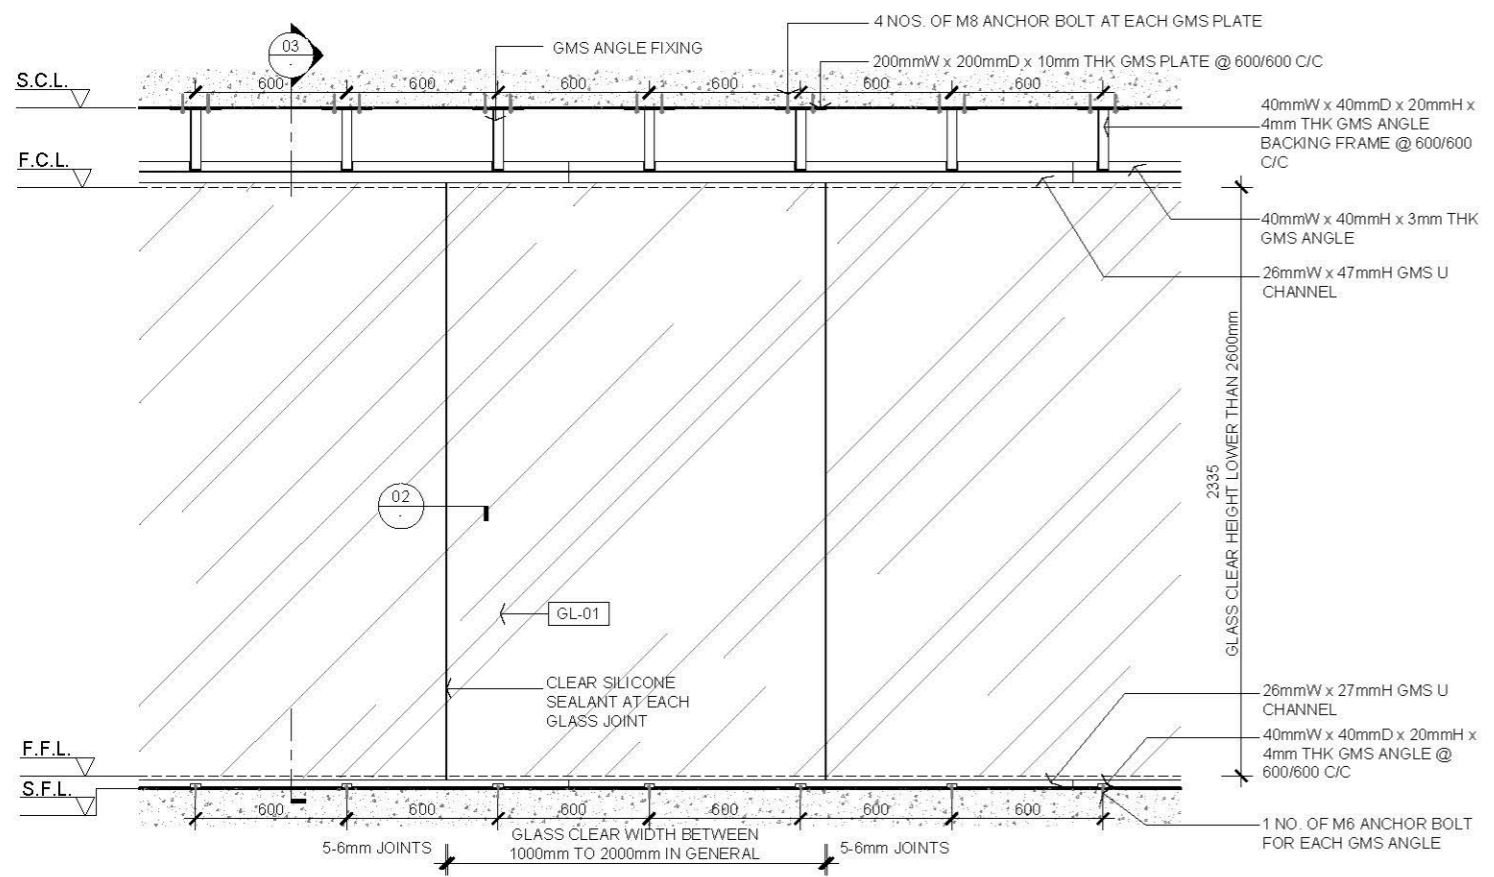 4 NOS. OF M8 ANCHOR BOLT AT EACH GMS PLATE
03
-
GMS ANGLE FIXING
200mmW x 200mmD x 10mm THK GMS PLATE @ 600/600 C/C
S.C.L.
600
600
600
600
600
600
40mmW x 40mmD x 20mmH x
4mm THK GMS ANGLE
BACKING FRAME @ 600/600
C/C
F.C.L.
40mmW x 40mmH x 3mm THK
GMS ANGLE
26mmW x 47mmH GMS U
CHANNEL
2335
GLASS CLEAR HEIGHT LOWER THAN 2600mm
02
-
GL-01
CLEAR SILICONE
SEALANT AT EACH
GLASS JOINT
26mmW x 27mmH GMS U
CHANNEL
40mmW x 40mmD x 20mmH x
4mm THK GMS ANGLE @
600/600 C/C
F.F.L.
S.F.L.
600
600
600
600
600
600
1 NO. OF M6 ANCHOR BOLT
FOR EACH GMS ANGLE
GLASS CLEAR WIDTH BETWEEN
1000mm TO 2000mm IN GENERAL
5-6mm JOINTS
5-6mm JOINTS